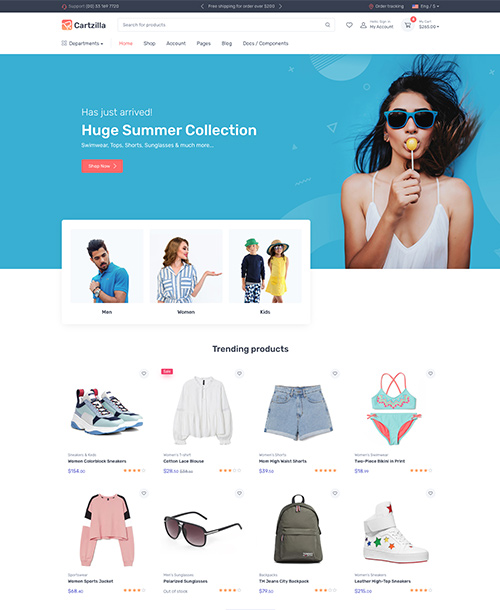 Support (00) 33 169 7720
Free shipping for order over $200
Order tracking
Eng / $
Cartzilla
Search for products
Hello, Sign in
My Account
4
My Cart
$265.00
Departments
Home Shop Account Pages Blog Docs / Components
Has just arrived!
Huge Summer Collection
Swimwear, Tops, Shorts, Sunglasses & much more...
Shop Now
Men Women Kids
Trending products
Sale
Sneakers & Keds
Women Colorblock Sneakers
$154.00
Women's T-shirt
Cotton Lace Blouse
$28.50 $38.50
Women's Shorts
Mom High Waist Shorts
$39.50
Women's Swimwear
Two-Piece Bikini in Print
$18.99
Sportswear
Women Sports Jacket
$68.40
Men's Sunglasses
Polarized Sunglasses
Out of stock
Backpacks
TH Jeans City Backpack
$79.50
Women's Sneakers
Leather High-Top Sneakers
$215.00